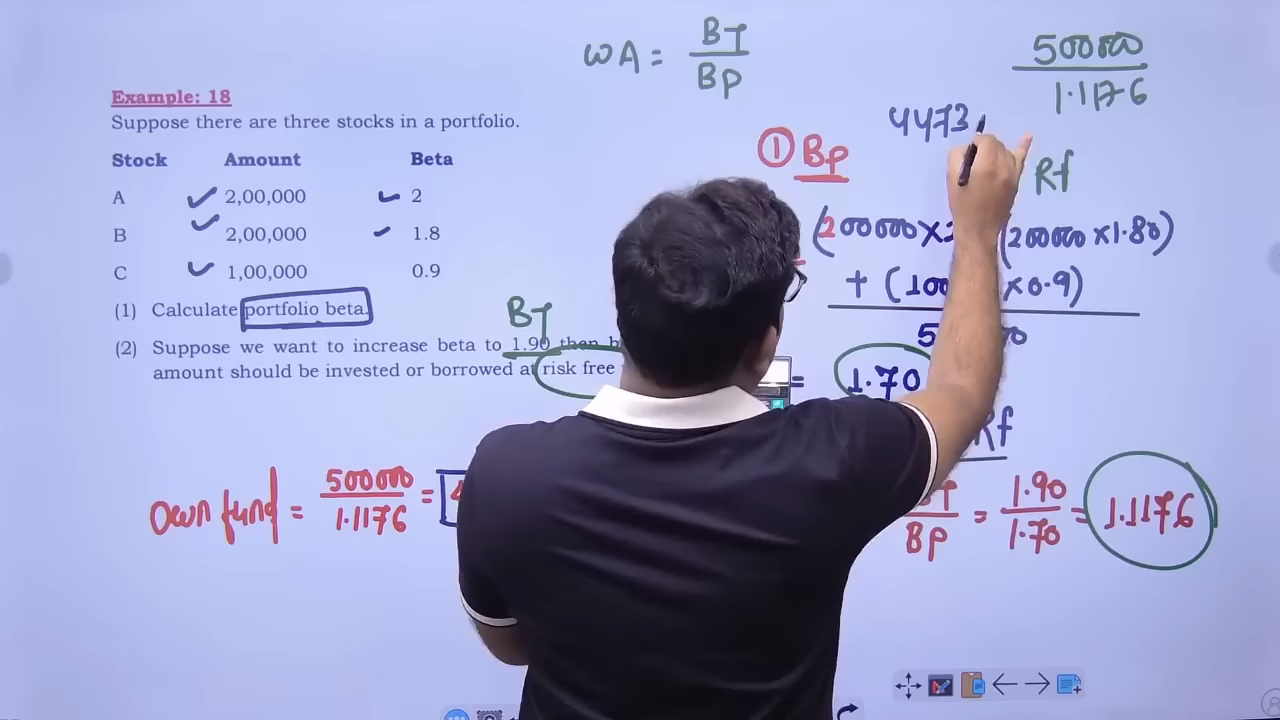 Example: 18
Suppose there are three stocks in a portfolio.
Stock Amount Beta
A 2,00,000 2
B 2,00,000 1.8
C 1,00,000 0.9
(1) Calculate portfolio beta.
(2) Suppose we want to increase beta to 1.90 then
amount should be invested or borrowed at risk free
BT
own fund = 500000 / 1.1176 =
WA = BT / BP
500000 / 1.1176
4473
① BP
Rf
(200000 × (200000 × 1.80)
+ (100 × 0.9)
= 1.70
Rf
BP = 1.90 / 1.70 = 1.1176